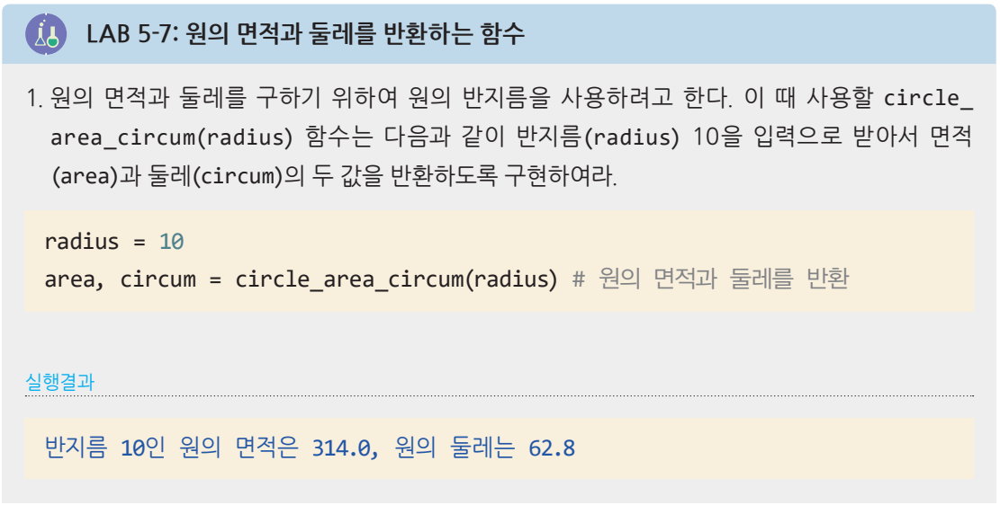 LAB 5-7: 원의 면적과 둘레를 반환하는 함수
1. 원의 면적과 둘레를 구하기 위하여 원의 반지름을 사용하려고 한다. 이 때 사용할 circle_
area_circum(radius) 함수는 다음과 같이 반지름(radius) 10을 입력으로 받아서 면적
(area)과 둘레(circum)의 두 값을 반환하도록 구현하여라.
radius = 10
area, circum = circle_area_circum(radius) # 원의 면적과 둘레를 반환
실행결과
반지름 10인 원의 면적은 314.0, 원의 둘레는 62.8